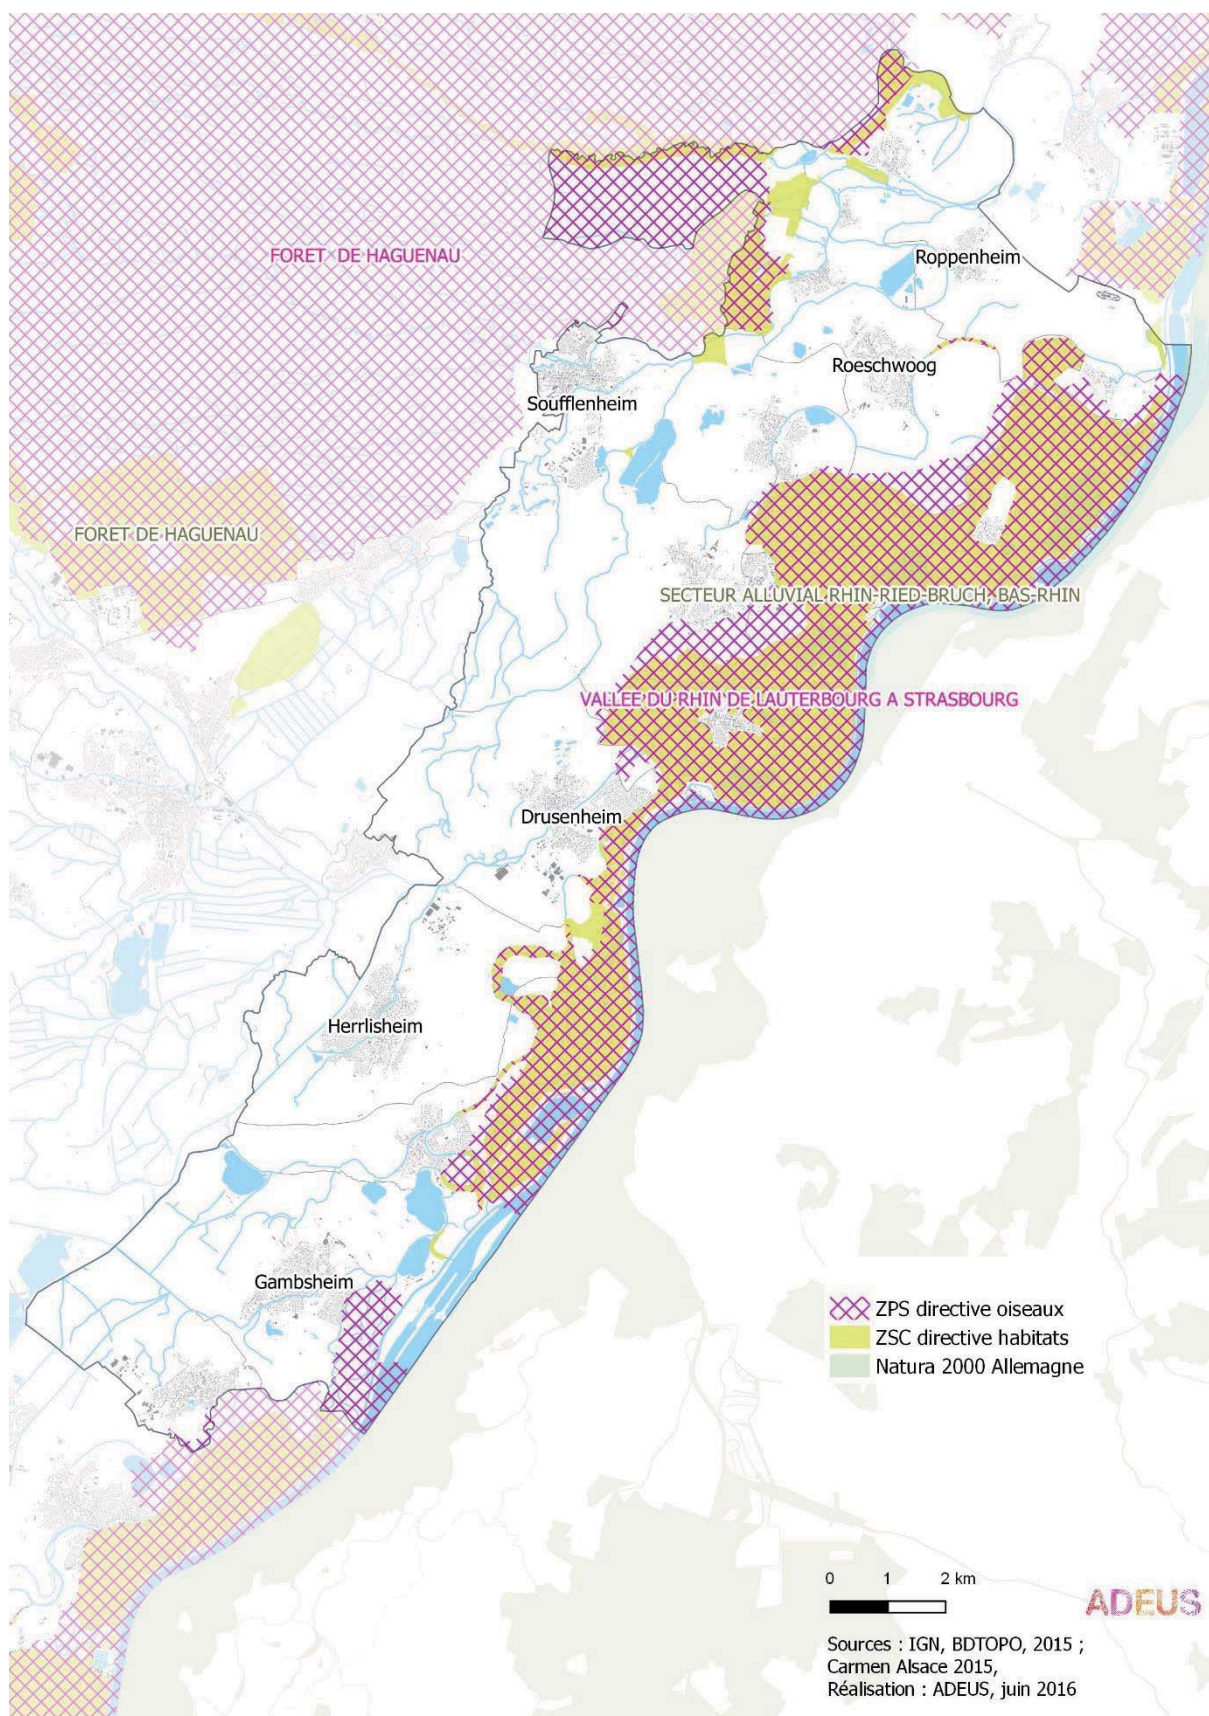 FORET DE HAGUENAU
Roppenheim
Roeschwoog
Soufflenheim
FORET DE HAGUENAU
SECTEUR ALLUVIAL RHIN-RIED-BRUCH, BAS-RHIN
VALLEE DU RHIN DE LAUTERBOURG A STRASBOURG
Drusenheim
Herrlisheim
Gambsheim
ZPS directive oiseaux
ZSC directive habitats
Natura 2000 Allemagne
0 1 2 km
ADEUS
Sources : IGN, BDTOPO, 2015 ;
Carmen Alsace 2015,
Réalisation : ADEUS, juin 2016